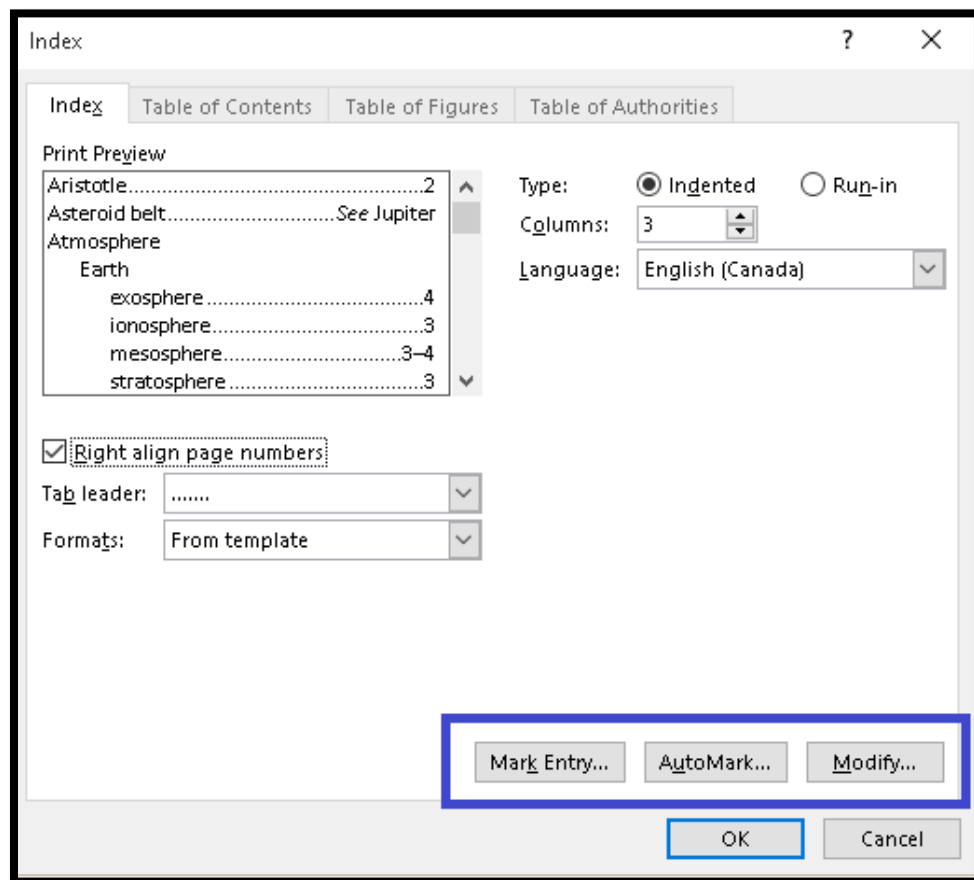 Index ?
Index Table of Contents Table of Figures Table of Authorities
Print Preview
Aristotle..........................................2
Asteroid belt........................See Jupiter
Atmosphere
Earth
exosphere................................4
ionosphere...............................3
mesosphere..........................3–4
stratosphere.............................3
Type: Indented Run-in
Columns: 3
Language: English (Canada)
Right align page numbers
Tab leader: .......
Formats: From template
Mark Entry... AutoMark... Modify...
OK Cancel